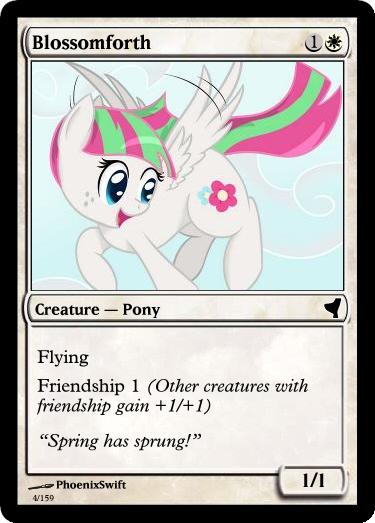 Blossomforth 1
Creature — Pony
Flying
Friendship 1 (Other creatures with
friendship gain +1/+1)
“Spring has sprung!”
1/1
PhoenixSwift
4/159